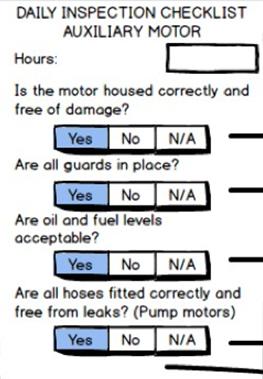 DAILY INSPECTION CHECKLIST
AUXILIARY MOTOR
Hours:
Is the motor housed correctly and
free of damage?
Yes No N/A
Are all guards in place?
Yes No N/A
Are oil and fuel levels
acceptable?
Yes No N/A
Are all hoses fitted correctly and
free from leaks? (Pump motors)
Yes No N/A